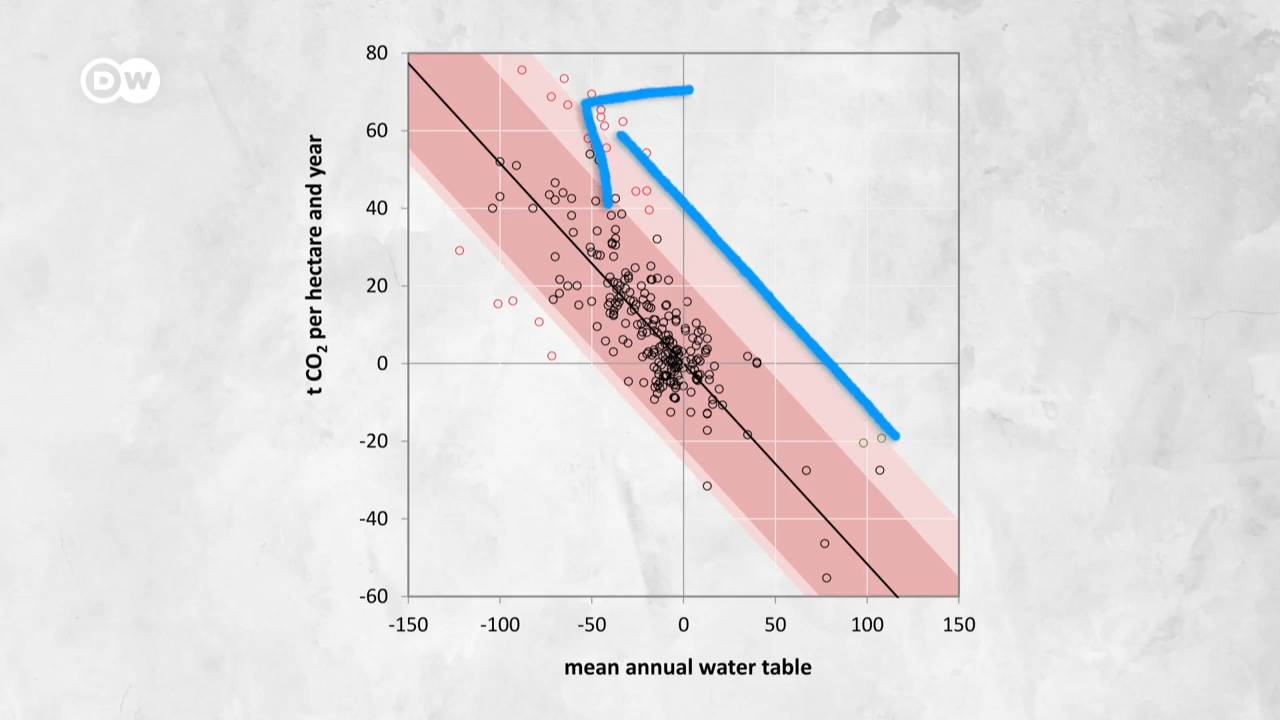 DW
80
60
40
20
0
-20
-40
-60
t CO₂ per hectare and year
-150 -100 -50 0 50 100 150
mean annual water table